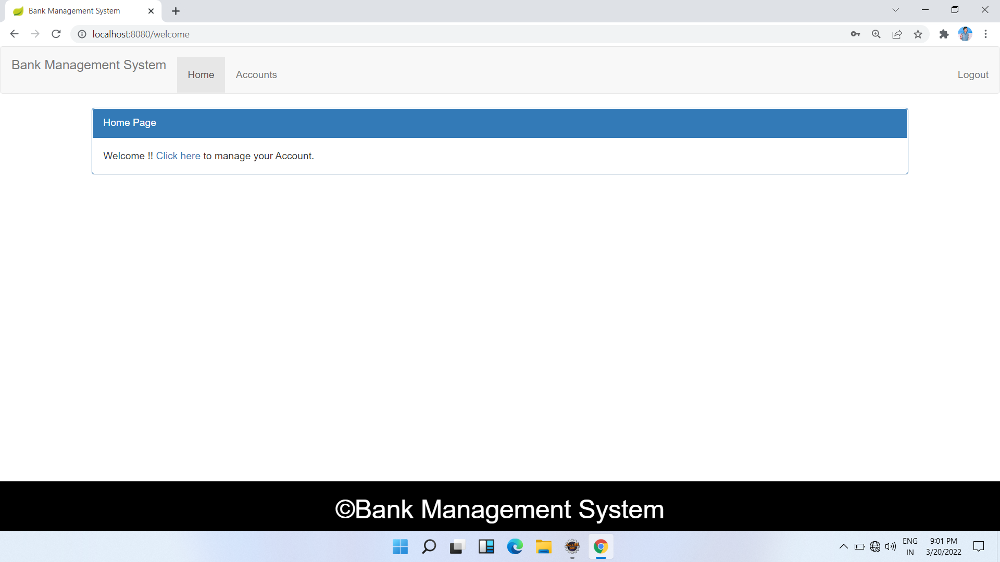 Bank Management System
localhost:8080/welcome
Bank Management System
Home
Accounts
Logout
Home Page
Welcome !! Click here to manage your Account.
©Bank Management System
ENG
IN
9:01 PM
3/20/2022